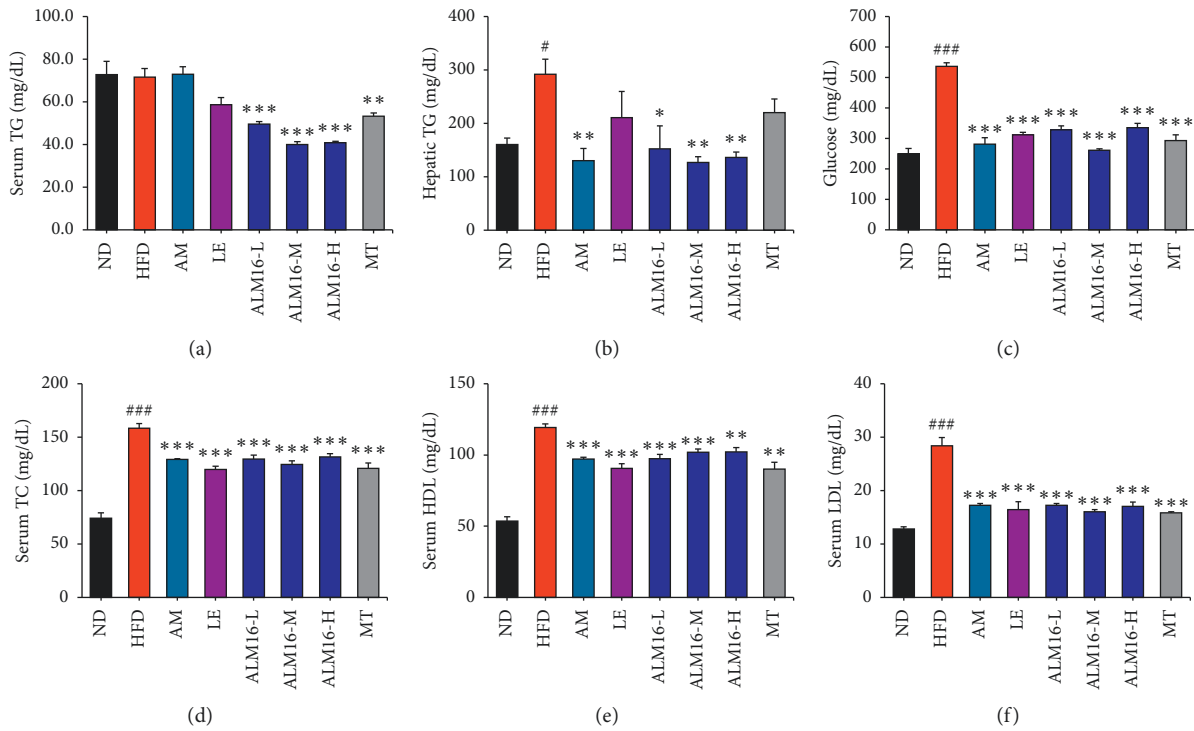 Serum TG (mg/dL)
100.0
80.0
60.0
40.0
20.0
0.0
***
***
***
**
ND
HFD
AM
LE
ALM16-L
ALM16-M
ALM16-H
MT
(a)
Hepatic TG (mg/dL)
400
300
200
100
0
#
**
*
**
**
ND
HFD
AM
LE
ALM16-L
ALM16-M
ALM16-H
MT
(b)
Glucose (mg/dL)
700
600
500
400
300
200
100
0
###
***
***
***
***
***
***
ND
HFD
AM
LE
ALM16-L
ALM16-M
ALM16-H
MT
(c)
Serum TC (mg/dL)
200
150
100
50
0
###
***
***
***
***
***
***
ND
HFD
AM
LE
ALM16-L
ALM16-M
ALM16-H
MT
(d)
Serum HDL (mg/dL)
150
100
50
0
###
***
***
***
***
**
**
ND
HFD
AM
LE
ALM16-L
ALM16-M
ALM16-H
MT
(e)
Serum LDL (mg/dL)
40
30
20
10
0
###
***
***
***
***
***
***
ND
HFD
AM
LE
ALM16-L
ALM16-M
ALM16-H
MT
(f)